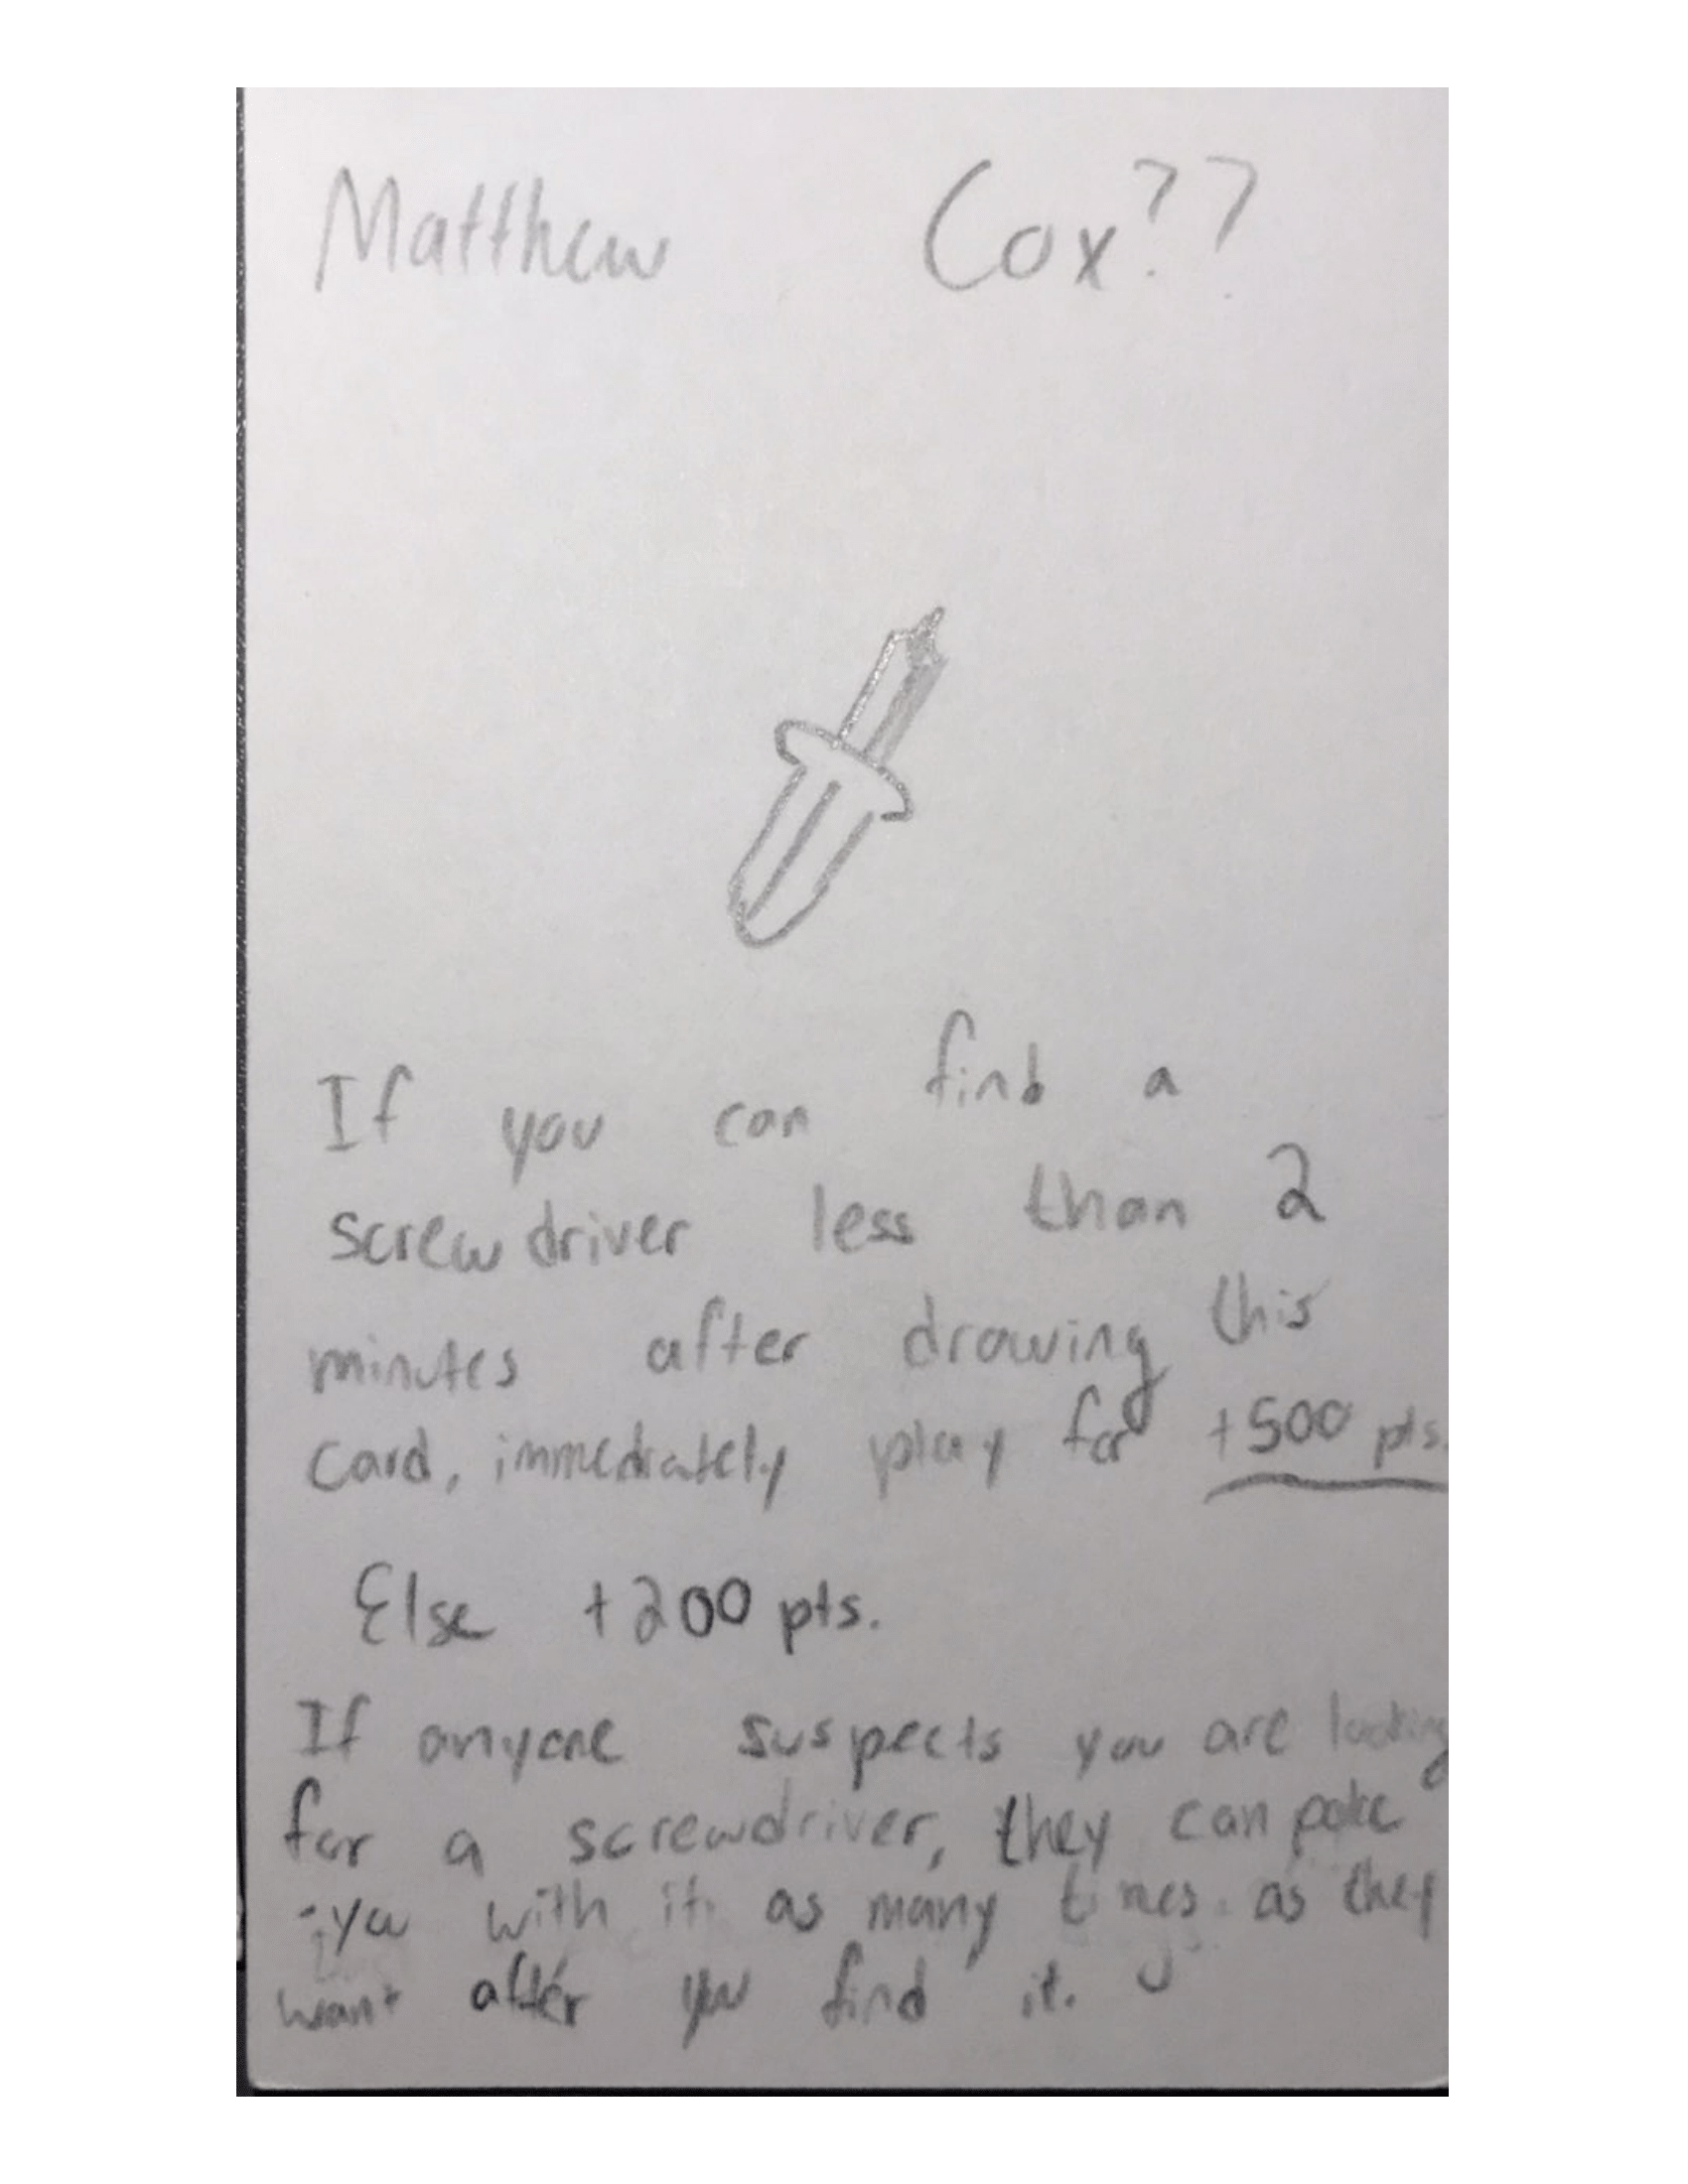 Matthew Cox??
If you can find a
screwdriver less than 2
minutes after drawing this
card, immediately play for +500 pts.
Else +200 pts.
If anyone suspects you are looking
for a screwdriver, they can poke
you with it as many times as they
want after you find it.